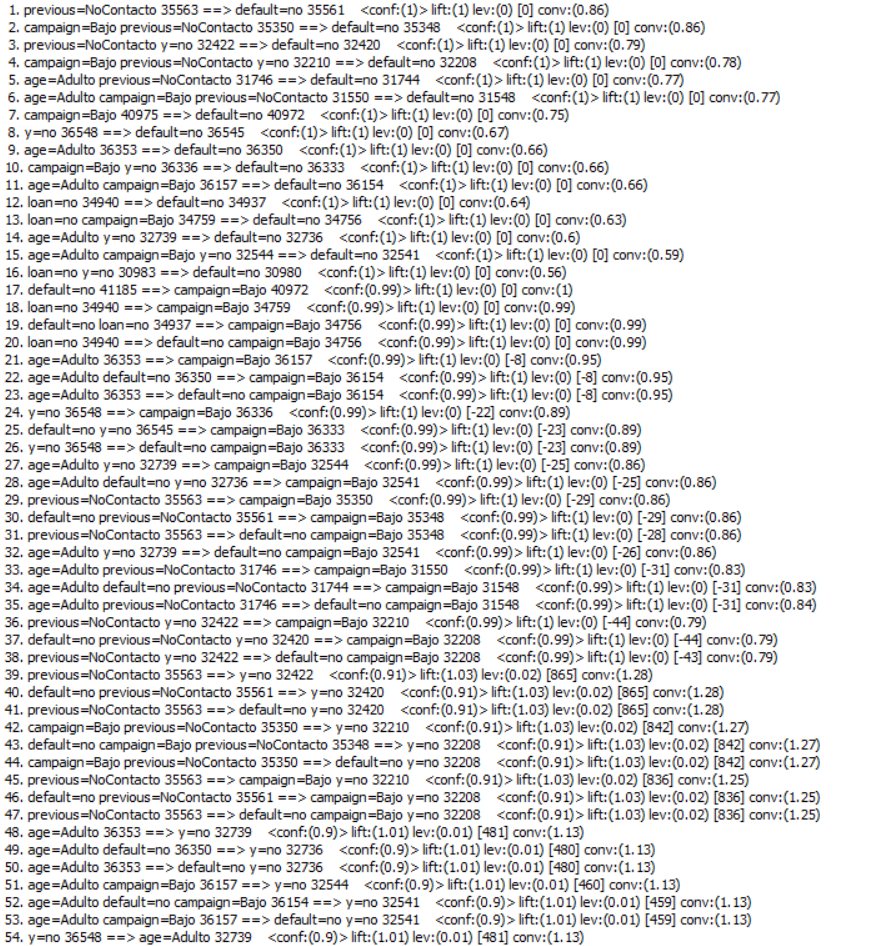 1. previous=NoContacto 35563 ==> default=no 35561 <conf:(1)> lift:(1) lev:(0) [0] conv:(0.86)
2. campaign=Bajo previous=NoContacto 35350 ==> default=no 35348 <conf:(1)> lift:(1) lev:(0) [0] conv:(0.86)
3. previous=NoContacto y=no 32422 ==> default=no 32420 <conf:(1)> lift:(1) lev:(0) [0] conv:(0.79)
4. campaign=Bajo previous=NoContacto y=no 32210 ==> default=no 32208 <conf:(1)> lift:(1) lev:(0) [0] conv:(0.78)
5. age=Adulto previous=NoContacto 31746 ==> default=no 31744 <conf:(1)> lift:(1) lev:(0) [0] conv:(0.77)
6. age=Adulto campaign=Bajo previous=NoContacto 31550 ==> default=no 31548 <conf:(1)> lift:(1) lev:(0) [0] conv:(0.77)
7. campaign=Bajo 40975 ==> default=no 40972 <conf:(1)> lift:(1) lev:(0) [0] conv:(0.75)
8. y=no 36548 ==> default=no 36545 <conf:(1)> lift:(1) lev:(0) [0] conv:(0.67)
9. age=Adulto 36353 ==> default=no 36350 <conf:(1)> lift:(1) lev:(0) [0] conv:(0.66)
10. campaign=Bajo y=no 36336 ==> default=no 36333 <conf:(1)> lift:(1) lev:(0) [0] conv:(0.66)
11. age=Adulto campaign=Bajo 36157 ==> default=no 36154 <conf:(1)> lift:(1) lev:(0) [0] conv:(0.66)
12. loan=no 34940 ==> default=no 34937 <conf:(1)> lift:(1) lev:(0) [0] conv:(0.64)
13. loan=no campaign=Bajo 34759 ==> default=no 34756 <conf:(1)> lift:(1) lev:(0) [0] conv:(0.63)
14. age=Adulto y=no 32739 ==> default=no 32736 <conf:(1)> lift:(1) lev:(0) [0] conv:(0.6)
15. age=Adulto campaign=Bajo y=no 32544 ==> default=no 32541 <conf:(1)> lift:(1) lev:(0) [0] conv:(0.59)
16. loan=no y=no 30983 ==> default=no 30980 <conf:(1)> lift:(1) lev:(0) [0] conv:(0.56)
17. default=no 41185 ==> campaign=Bajo 40972 <conf:(0.99)> lift:(1) lev:(0) [0] conv:(1)
18. loan=no 34940 ==> campaign=Bajo 34759 <conf:(0.99)> lift:(1) lev:(0) [0] conv:(0.99)
19. default=no loan=no 34937 ==> campaign=Bajo 34756 <conf:(0.99)> lift:(1) lev:(0) [0] conv:(0.99)
20. loan=no 34940 ==> default=no campaign=Bajo 34756 <conf:(0.99)> lift:(1) lev:(0) [0] conv:(0.99)
21. age=Adulto 36353 ==> campaign=Bajo 36157 <conf:(0.99)> lift:(1) lev:(0) [-8] conv:(0.95)
22. age=Adulto default=no 36350 ==> campaign=Bajo 36154 <conf:(0.99)> lift:(1) lev:(0) [-8] conv:(0.95)
23. age=Adulto 36353 ==> default=no campaign=Bajo 36154 <conf:(0.99)> lift:(1) lev:(0) [-8] conv:(0.95)
24. y=no 36548 ==> campaign=Bajo 36336 <conf:(0.99)> lift:(1) lev:(0) [-22] conv:(0.89)
25. default=no y=no 36545 ==> campaign=Bajo 36333 <conf:(0.99)> lift:(1) lev:(0) [-23] conv:(0.89)
26. y=no 36548 ==> default=no campaign=Bajo 36333 <conf:(0.99)> lift:(1) lev:(0) [-23] conv:(0.89)
27. age=Adulto y=no 32739 ==> campaign=Bajo 32544 <conf:(0.99)> lift:(1) lev:(0) [-25] conv:(0.86)
28. age=Adulto default=no y=no 32736 ==> campaign=Bajo 32541 <conf:(0.99)> lift:(1) lev:(0) [-25] conv:(0.86)
29. previous=NoContacto 35563 ==> campaign=Bajo 35350 <conf:(0.99)> lift:(1) lev:(0) [-29] conv:(0.86)
30. default=no previous=NoContacto 35561 ==> campaign=Bajo 35348 <conf:(0.99)> lift:(1) lev:(0) [-29] conv:(0.86)
31. previous=NoContacto 35563 ==> default=no campaign=Bajo 35348 <conf:(0.99)> lift:(1) lev:(0) [-28] conv:(0.86)
32. age=Adulto y=no 32739 ==> default=no campaign=Bajo 32541 <conf:(0.99)> lift:(1) lev:(0) [-26] conv:(0.86)
33. age=Adulto previous=NoContacto 31746 ==> campaign=Bajo 31550 <conf:(0.99)> lift:(1) lev:(0) [-31] conv:(0.83)
34. age=Adulto default=no previous=NoContacto 31744 ==> campaign=Bajo 31548 <conf:(0.99)> lift:(1) lev:(0) [-31] conv:(0.83)
35. age=Adulto previous=NoContacto 31746 ==> default=no campaign=Bajo 31548 <conf:(0.99)> lift:(1) lev:(0) [-31] conv:(0.84)
36. previous=NoContacto y=no 32422 ==> campaign=Bajo 32210 <conf:(0.99)> lift:(1) lev:(0) [-44] conv:(0.79)
37. default=no previous=NoContacto y=no 32420 ==> campaign=Bajo 32208 <conf:(0.99)> lift:(1) lev:(0) [-44] conv:(0.79)
38. previous=NoContacto y=no 32422 ==> default=no campaign=Bajo 32208 <conf:(0.99)> lift:(1) lev:(0) [-43] conv:(0.79)
39. previous=NoContacto 35563 ==> y=no 32422 <conf:(0.91)> lift:(1.03) lev:(0.02) [865] conv:(1.28)
40. default=no previous=NoContacto 35561 ==> y=no 32420 <conf:(0.91)> lift:(1.03) lev:(0.02) [865] conv:(1.28)
41. previous=NoContacto 35563 ==> default=no y=no 32420 <conf:(0.91)> lift:(1.03) lev:(0.02) [865] conv:(1.28)
42. campaign=Bajo previous=NoContacto 35350 ==> y=no 32210 <conf:(0.91)> lift:(1.03) lev:(0.02) [842] conv:(1.27)
43. default=no campaign=Bajo previous=NoContacto 35348 ==> y=no 32208 <conf:(0.91)> lift:(1.03) lev:(0.02) [842] conv:(1.27)
44. campaign=Bajo previous=NoContacto 35350 ==> default=no y=no 32208 <conf:(0.91)> lift:(1.03) lev:(0.02) [842] conv:(1.27)
45. previous=NoContacto 35563 ==> campaign=Bajo y=no 32210 <conf:(0.91)> lift:(1.03) lev:(0.02) [836] conv:(1.25)
46. default=no previous=NoContacto 35561 ==> campaign=Bajo y=no 32208 <conf:(0.91)> lift:(1.03) lev:(0.02) [836] conv:(1.25)
47. previous=NoContacto 35563 ==> default=no campaign=Bajo y=no 32208 <conf:(0.91)> lift:(1.03) lev:(0.02) [836] conv:(1.25)
48. age=Adulto 36353 ==> y=no 32739 <conf:(0.9)> lift:(1.01) lev:(0.01) [481] conv:(1.13)
49. age=Adulto default=no 36350 ==> y=no 32736 <conf:(0.9)> lift:(1.01) lev:(0.01) [480] conv:(1.13)
50. age=Adulto 36353 ==> default=no y=no 32736 <conf:(0.9)> lift:(1.01) lev:(0.01) [480] conv:(1.13)
51. age=Adulto campaign=Bajo 36157 ==> y=no 32544 <conf:(0.9)> lift:(1.01) lev:(0.01) [460] conv:(1.13)
52. age=Adulto default=no campaign=Bajo 36154 ==> y=no 32541 <conf:(0.9)> lift:(1.01) lev:(0.01) [459] conv:(1.13)
53. age=Adulto campaign=Bajo 36157 ==> default=no y=no 32541 <conf:(0.9)> lift:(1.01) lev:(0.01) [459] conv:(1.13)
54. y=no 36548 ==> age=Adulto 32739 <conf:(0.9)> lift:(1.01) lev:(0.01) [481] conv:(1.13)